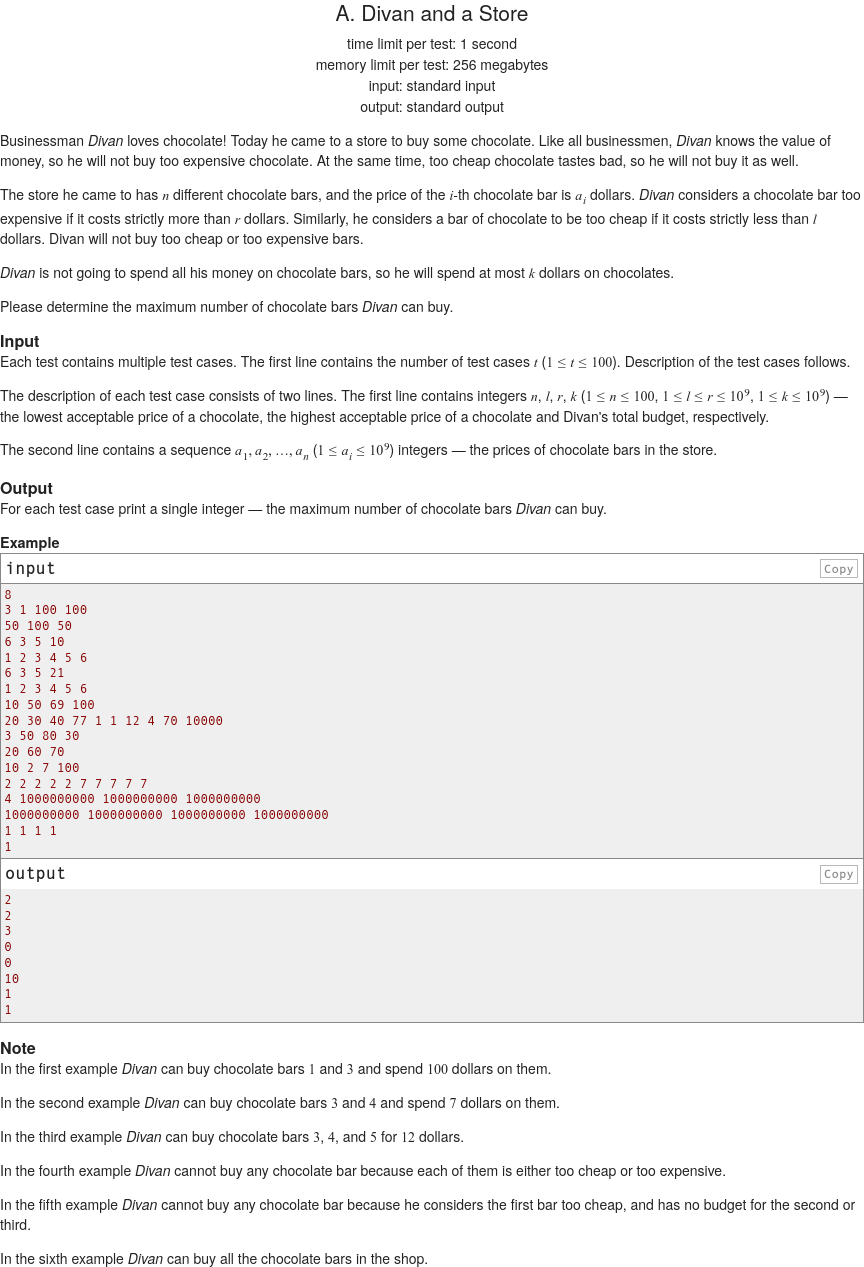 A. Divan and a Store
time limit per test: 1 second
memory limit per test: 256 megabytes
input: standard input
output: standard output
Businessman Divan loves chocolate! Today he came to a store to buy some chocolate. Like all businessmen, Divan knows the value of
money, so he will not buy too expensive chocolate. At the same time, too cheap chocolate tastes bad, so he will not buy it as well.
The store he came to has n different chocolate bars, and the price of the i-th chocolate bar is a_i dollars. Divan considers a chocolate bar too
expensive if it costs strictly more than r dollars. Similarly, he considers a bar of chocolate to be too cheap if it costs strictly less than l
dollars. Divan will not buy too cheap or too expensive bars.
Divan is not going to spend all his money on chocolate bars, so he will spend at most k dollars on chocolates.
Please determine the maximum number of chocolate bars Divan can buy.
Input
Each test contains multiple test cases. The first line contains the number of test cases t (1 ≤ t ≤ 100). Description of the test cases follows.
The description of each test case consists of two lines. The first line contains integers n, l, r, k (1 ≤ n ≤ 100, 1 ≤ l ≤ r ≤ 10^9, 1 ≤ k ≤ 10^9) —
the lowest acceptable price of a chocolate, the highest acceptable price of a chocolate and Divan's total budget, respectively.
The second line contains a sequence a_1, a_2, …, a_n (1 ≤ a_i ≤ 10^9) integers — the prices of chocolate bars in the store.
Output
For each test case print a single integer — the maximum number of chocolate bars Divan can buy.
Example
input Copy
8
3 1 100 100
50 100 50
6 3 5 10
1 2 3 4 5 6
6 3 5 21
1 2 3 4 5 6
10 50 69 100
20 30 40 77 1 1 12 4 70 10000
3 50 80 30
20 60 70
10 2 7 100
2 2 2 2 2 7 7 7 7 7
4 1000000000 1000000000 1000000000
1000000000 1000000000 1000000000 1000000000
1 1 1 1
1
output Copy
2
2
3
0
0
10
1
1
Note
In the first example Divan can buy chocolate bars 1 and 3 and spend 100 dollars on them.
In the second example Divan can buy chocolate bars 3 and 4 and spend 7 dollars on them.
In the third example Divan can buy chocolate bars 3, 4, and 5 for 12 dollars.
In the fourth example Divan cannot buy any chocolate bar because each of them is either too cheap or too expensive.
In the fifth example Divan cannot buy any chocolate bar because he considers the first bar too cheap, and has no budget for the second or
third.
In the sixth example Divan can buy all the chocolate bars in the shop.